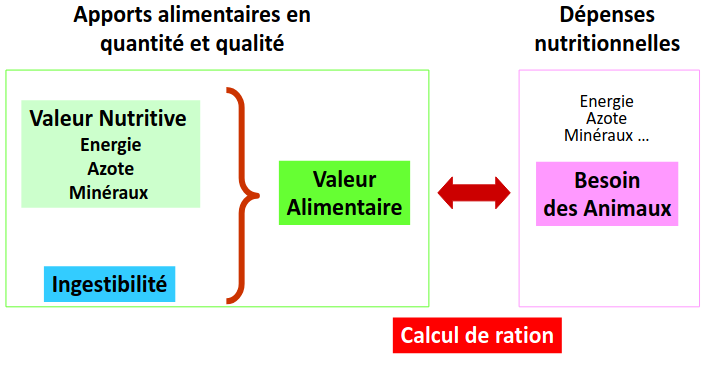 Apports alimentaires en
quantité et qualité
Dépenses
nutritionnelles
Valeur Nutritive
Energie
Azote
Minéraux
Ingestibilité
Valeur
Alimentaire
Energie
Azote
Minéraux ...
Besoin
des Animaux
Calcul de ration